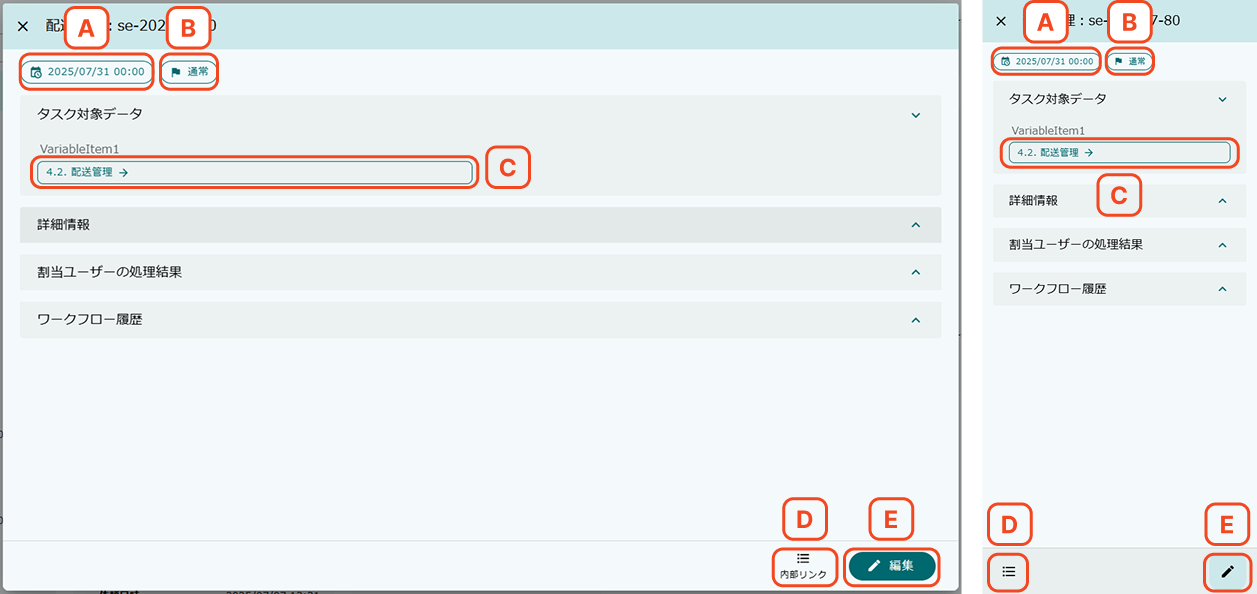 配 A : se-202 B 0
2025/07/31 00:00 通常
タスク対象データ
VariableItem1
4.2. 配送管理 →
C
詳細情報
割当ユーザーの処理結果
ワークフロー履歴
D E
内部リンク 編集
A 理 : se- B 7-80
2025/07/31 00:00 通常
タスク対象データ
VariableItem1
4.2. 配送管理 →
C
詳細情報
割当ユーザーの処理結果
ワークフロー履歴
D E